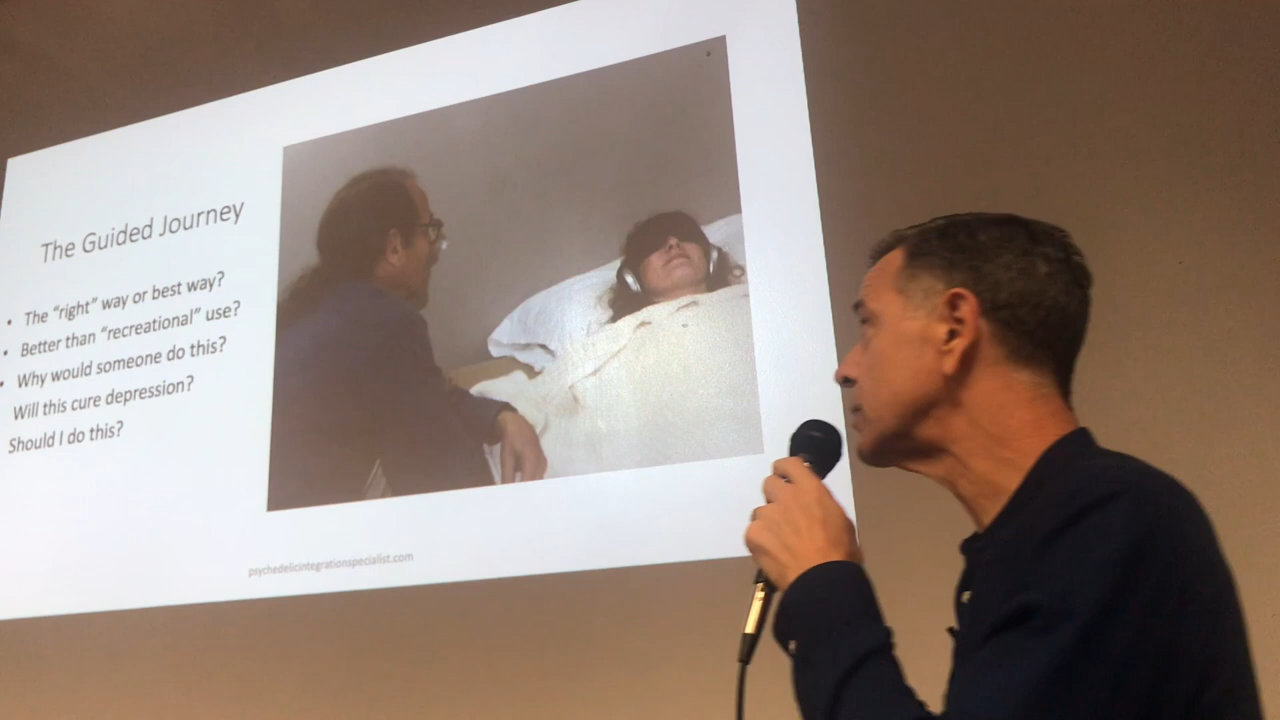 The Guided Journey
• The "right" way or best way?
• Better than "recreational" use?
• Why would someone do this?
Will this cure depression?
Should I do this?
psychedelicintegrationspecialist.com